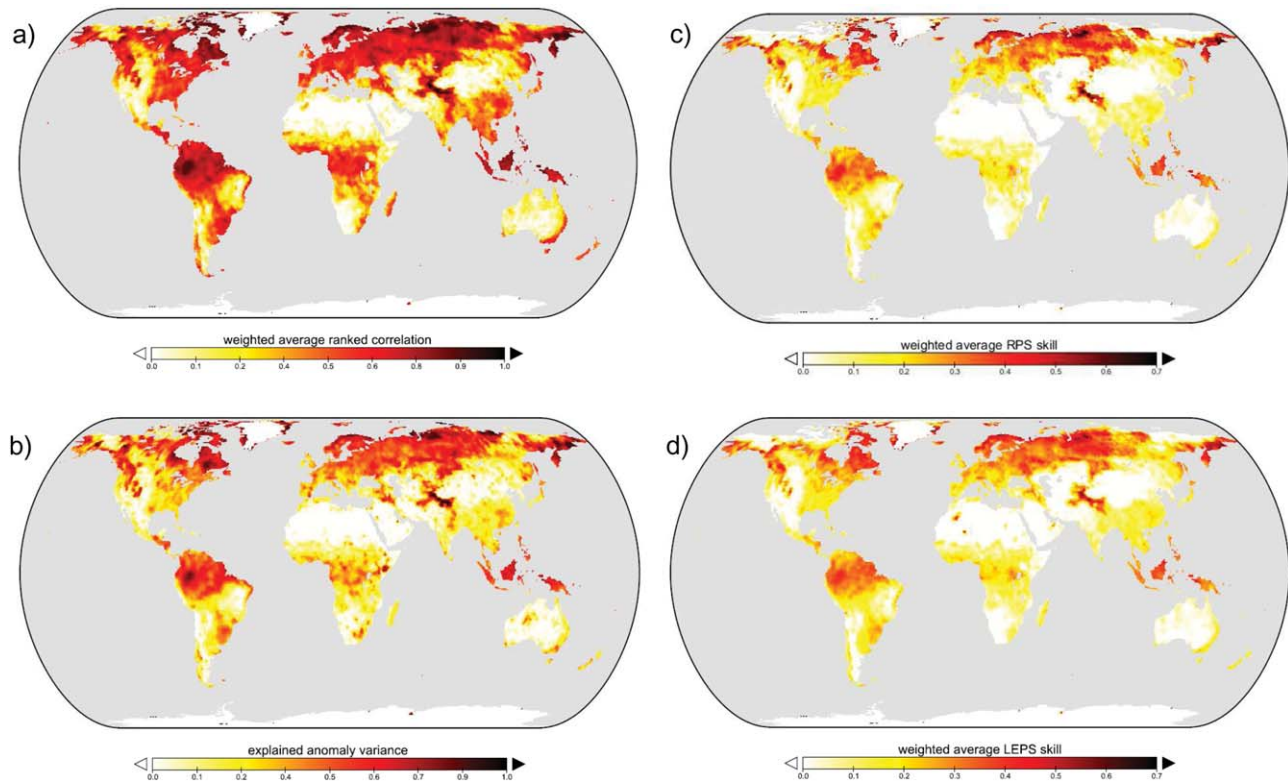 a)
weighted average ranked correlation
0.0 0.1 0.2 0.4 0.5 0.6 0.8 0.9 1.0
b)
explained anomaly variance
0.0 0.1 0.2 0.4 0.5 0.6 0.8 0.9 1.0
c)
weighted average RPS skill
0.0 0.1 0.2 0.3 0.4 0.5 0.6 0.7
d)
weighted average LEPS skill
0.0 0.1 0.2 0.3 0.4 0.5 0.6 0.7